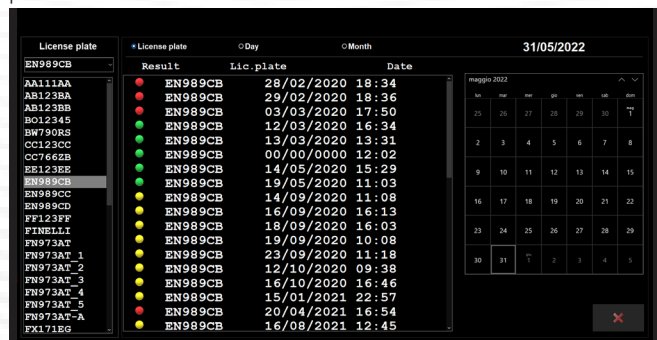 License plate
EN989CB
AA111AA
AB123BA
AB123BB
BO12345
BW790RS
CC123CC
CC766ZB
EE123EE
EN989CB
EN989CC
EN989CD
FF123FF
FINELLI
FN973AT
FN973AT_1
FN973AT_2
FN973AT_3
FN973AT_4
FN973AT_5
FN973AT-A
FX171EG
License plate Day Month
Result Lic.plate Date
EN989CB 28/02/2020 18:34
EN989CB 29/02/2020 18:36
EN989CB 03/03/2020 17:50
EN989CB 12/03/2020 16:34
EN989CB 13/03/2020 13:31
EN989CB 00/00/0000 12:02
EN989CB 14/05/2020 15:29
EN989CB 19/05/2020 11:03
EN989CB 14/09/2020 11:08
EN989CB 16/09/2020 16:13
EN989CB 18/09/2020 16:03
EN989CB 19/09/2020 10:08
EN989CB 23/09/2020 11:18
EN989CB 12/10/2020 09:38
EN989CB 16/10/2020 16:46
EN989CB 15/01/2021 22:57
EN989CB 20/04/2021 16:54
EN989CB 16/08/2021 12:45
31/05/2022
maggio 2022
lun mar mer gio ven sab dom
mag
25 26 27 28 29 30 1
2 3 4 5 6 7 8
9 10 11 12 13 14 15
16 17 18 19 20 21 22
23 24 25 26 27 28 29
giu
30 31 1 2 3 4 5